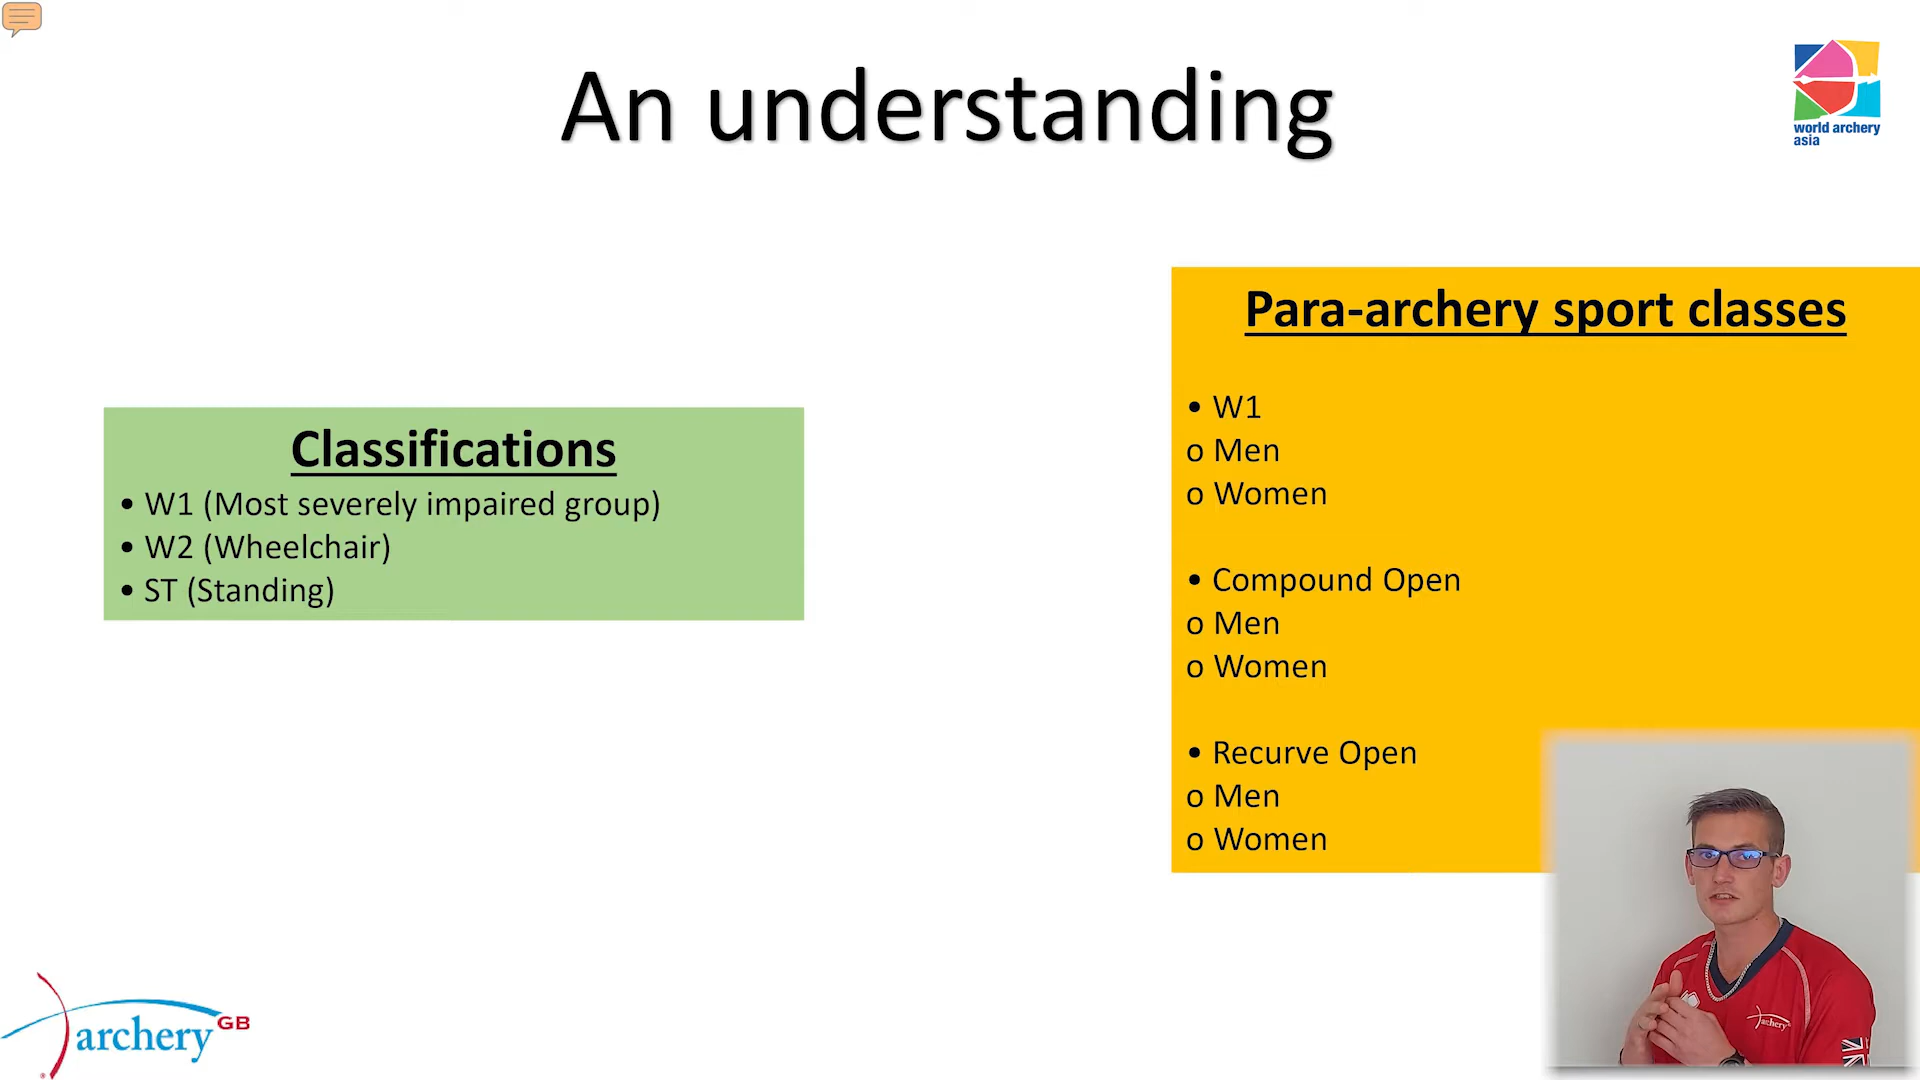 An understanding
world archery
asia
Classifications
• W1 (Most severely impaired group)
• W2 (Wheelchair)
• ST (Standing)
Para-archery sport classes
• W1
o Men
o Women
• Compound Open
o Men
o Women
• Recurve Open
o Men
o Women
archery GB
archery